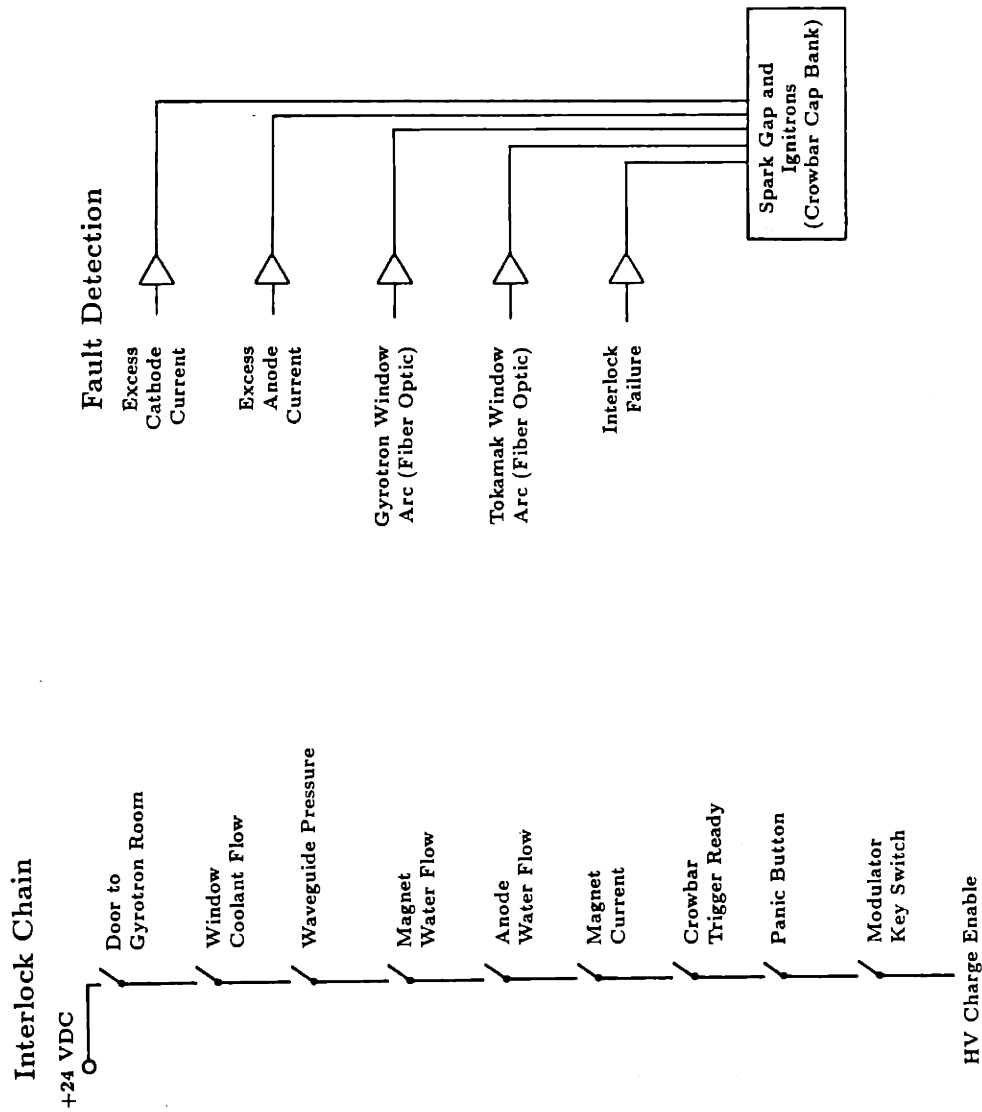 Interlock Chain
+24 VDC
Door to
Gyrotron Room
Window
Coolant Flow
Waveguide Pressure
Magnet
Water Flow
Anode
Water Flow
Magnet
Current
Crowbar
Trigger Ready
Panic Button
Modulator
Key Switch
HV Charge Enable
Fault Detection
Excess
Cathode
Current
Excess
Anode
Current
Gyrotron Window
Arc (Fiber Optic)
Tokamak Window
Arc (Fiber Optic)
Interlock
Failure
Spark Gap and
Ignitrons
(Crowbar Cap Bank)